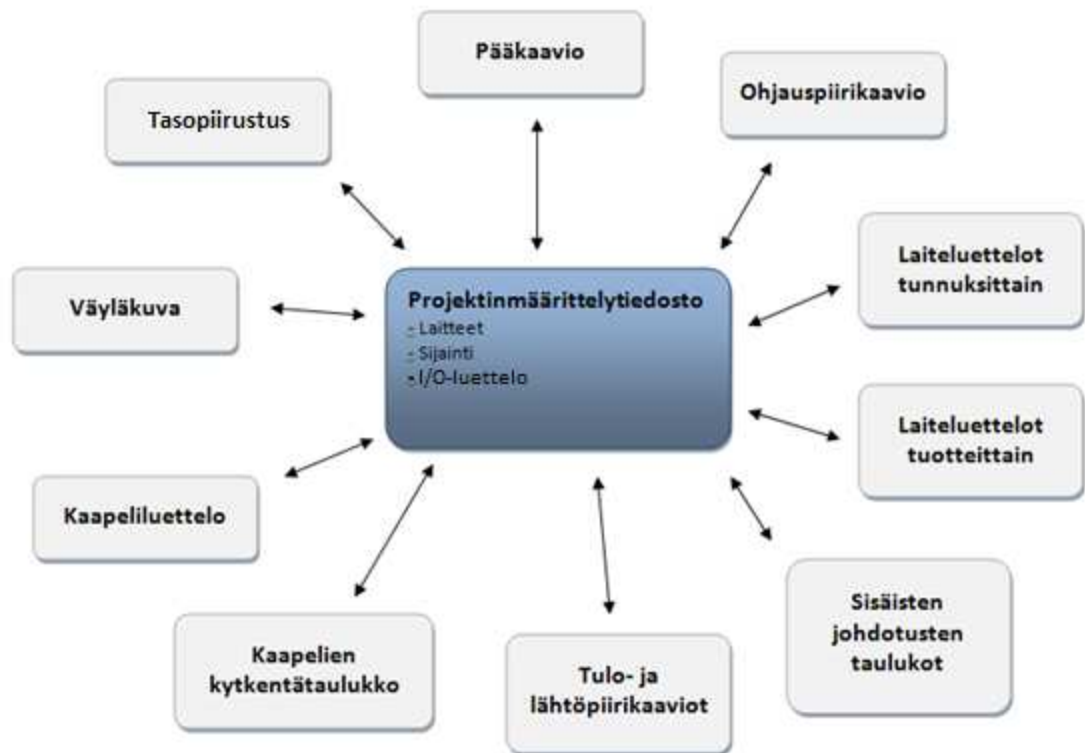 Pääkaavio
Ohjauspiirikaavio
Tasopiirustus
Laiteluettelot
tunnuksittain
Väyläkuva
Projektinmäärittelytiedosto
- Laitteet
- Sijainti
- I/O-luettelo
Laiteluettelot
tuotteittain
Kaapeliluettelo
Sisäisten
johdotusten
taulukot
Kaapelien
kytkentätaulukko
Tulo- ja
lähtöpiirikaaviot